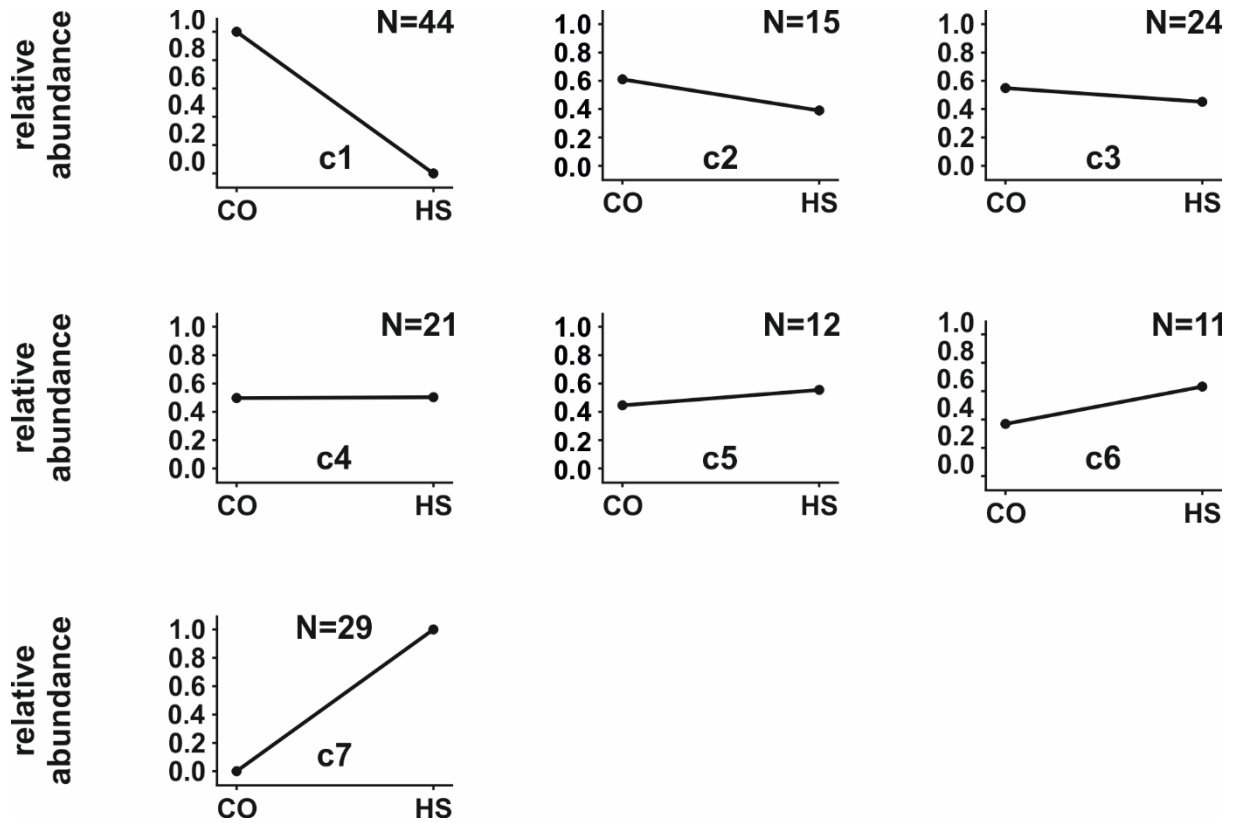 relative abundance
1.0 N=44
0.8
0.6
0.4
0.2
0.0 c1
CO HS
1.0 N=15
0.8
0.6
0.4
0.2
0.0 c2
CO HS
1.0 N=24
0.8
0.6
0.4
0.2
0.0 c3
CO HS
relative abundance
1.0 N=21
0.8
0.6
0.4
0.2
0.0 c4
CO HS
1.0 N=12
0.8
0.6
0.4
0.2
0.0 c5
CO HS
1.0 N=11
0.8
0.6
0.4
0.2
0.0 c6
CO HS
relative abundance
1.0 N=29
0.8
0.6
0.4
0.2
0.0 c7
CO HS